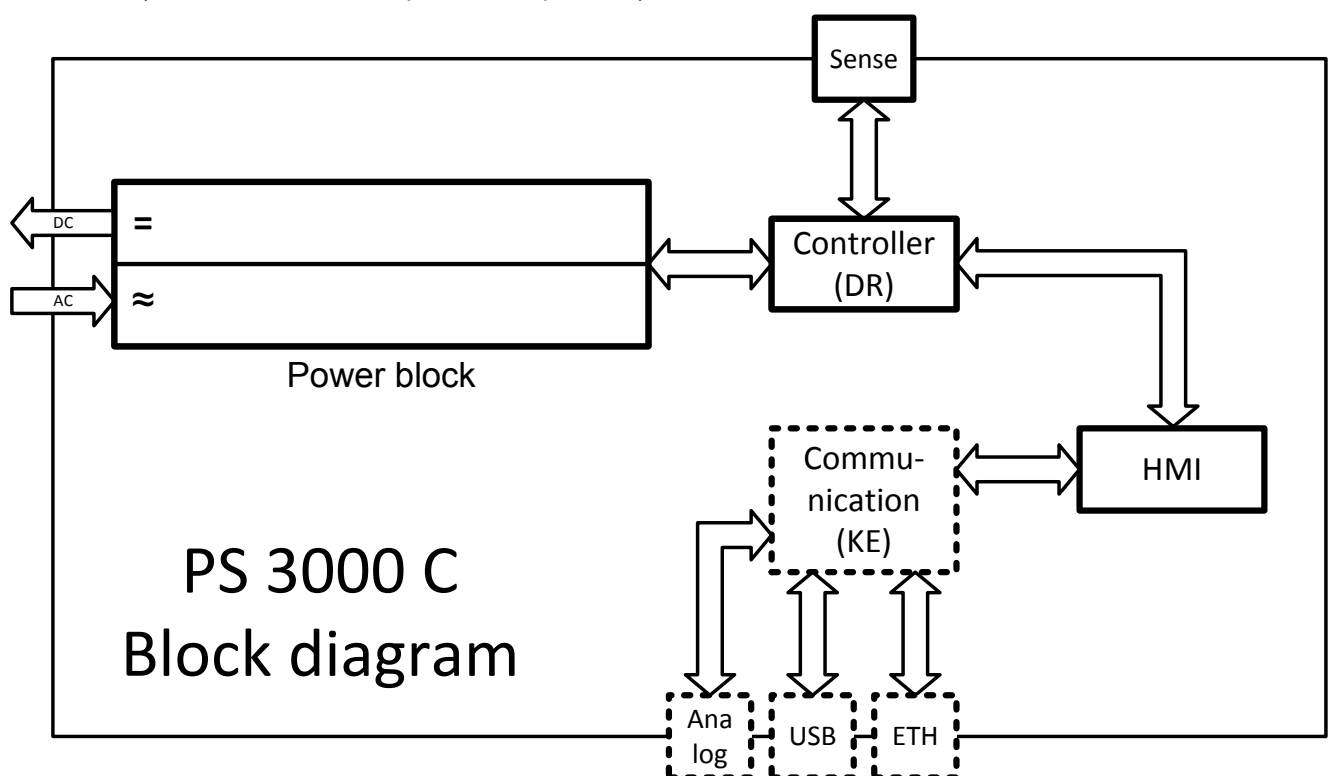 Sense
DC
=
Controller
(DR)
AC
≈
Power block
Commu-
nication
(KE)
HMI
PS 3000 C
Block diagram
Ana
log
USB
ETH